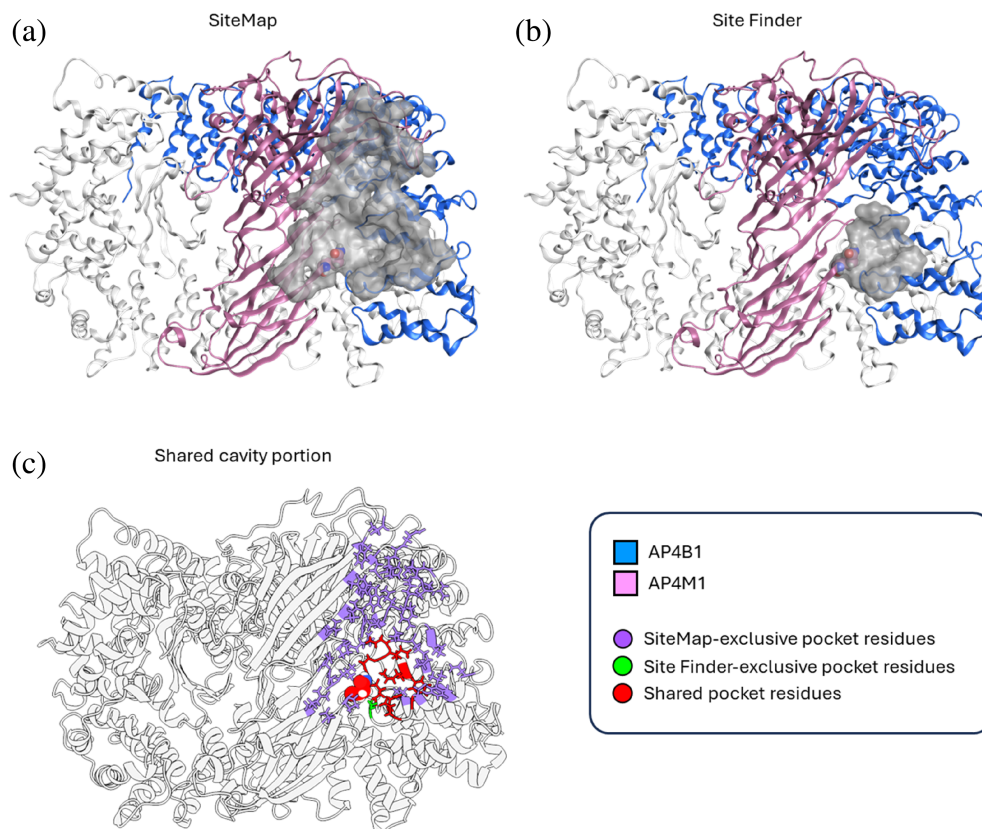 (a)
SiteMap
(b)
Site Finder
(c)
Shared cavity portion
AP4B1
AP4M1
SiteMap-exclusive pocket residues
Site Finder-exclusive pocket residues
Shared pocket residues